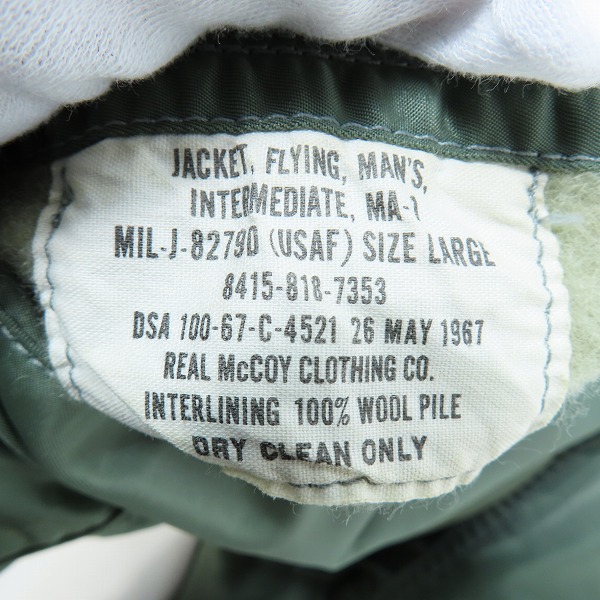 JACKET, FLYING, MAN'S,
INTERMEDIATE, MA-1
MIL-J-8279D (USAF) SIZE LARGE
8415-818-7353
DSA 100-67-C-4521 26 MAY 1967
REAL McCOY CLOTHING CO.
INTERLINING 100% WOOL PILE
DRY CLEAN ONLY